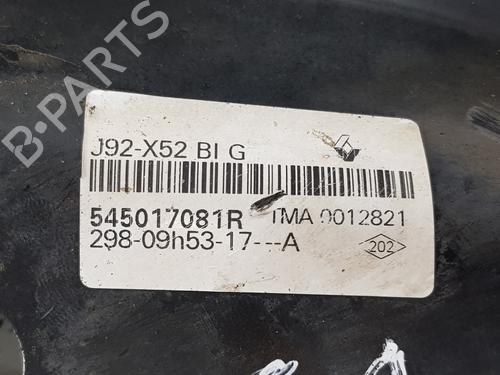 J92-X52 BI G
545017081R TMA 0012821
298-09h53-17---A
202
B-PARTS